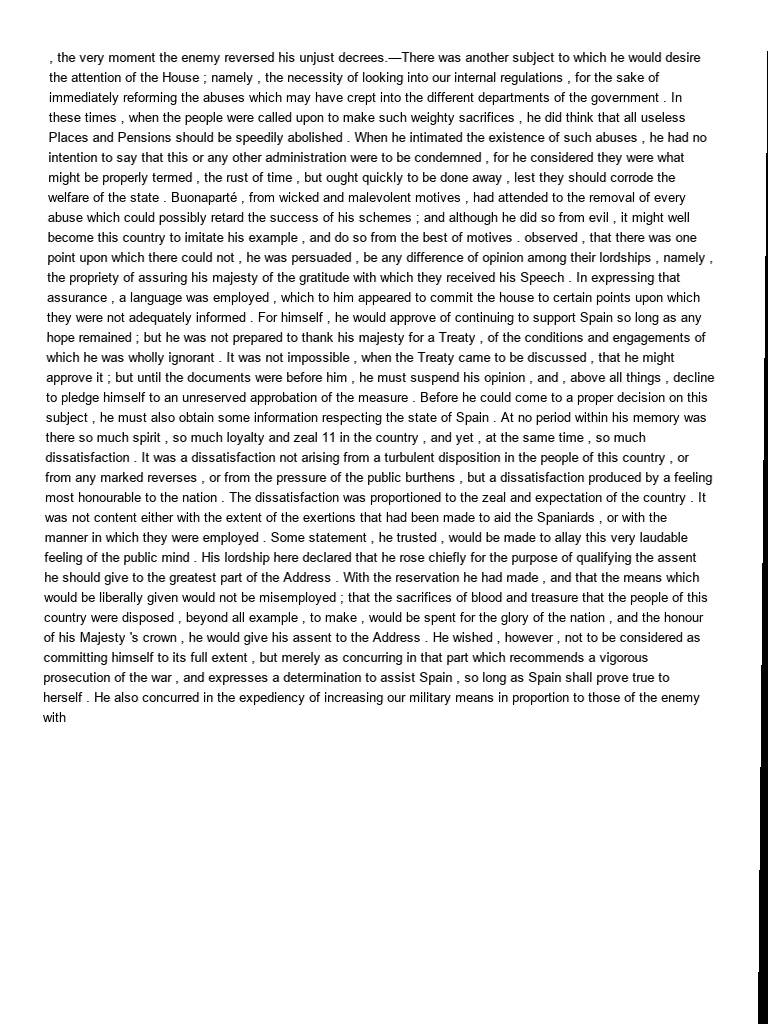 , the very moment the enemy reversed his unjust decrees.—There was another subject to which he would desire
the attention of the House ; namely , the necessity of looking into our internal regulations , for the sake of
immediately reforming the abuses which may have crept into the different departments of the government . In
these times , when the people were called upon to make such weighty sacrifices , he did think that all useless
Places and Pensions should be speedily abolished . When he intimated the existence of such abuses , he had no
intention to say that this or any other administration were to be condemned , for he considered they were what
might be properly termed , the rust of time , but ought quickly to be done away , lest they should corrode the
welfare of the state . Buonaparté , from wicked and malevolent motives , had attended to the removal of every
abuse which could possibly retard the success of his schemes ; and although he did so from evil , it might well
become this country to imitate his example , and do so from the best of motives . observed , that there was one
point upon which there could not , he was persuaded , be any difference of opinion among their lordships , namely ,
the propriety of assuring his majesty of the gratitude with which they received his Speech . In expressing that
assurance , a language was employed , which to him appeared to commit the house to certain points upon which
they were not adequately informed . For himself , he would approve of continuing to support Spain so long as any
hope remained ; but he was not prepared to thank his majesty for a Treaty , of the conditions and engagements of
which he was wholly ignorant . It was not impossible , when the Treaty came to be discussed , that he might
approve it ; but until the documents were before him , he must suspend his opinion , and , above all things , decline
to pledge himself to an unreserved approbation of the measure . Before he could come to a proper decision on this
subject , he must also obtain some information respecting the state of Spain . At no period within his memory was
there so much spirit , so much loyalty and zeal 11 in the country , and yet , at the same time , so much
dissatisfaction . It was a dissatisfaction not arising from a turbulent disposition in the people of this country , or
from any marked reverses , or from the pressure of the public burthens , but a dissatisfaction produced by a feeling
most honourable to the nation . The dissatisfaction was proportioned to the zeal and expectation of the country . It
was not content either with the extent of the exertions that had been made to aid the Spaniards , or with the
manner in which they were employed . Some statement , he trusted , would be made to allay this very laudable
feeling of the public mind . His lordship here declared that he rose chiefly for the purpose of qualifying the assent
he should give to the greatest part of the Address . With the reservation he had made , and that the means which
would be liberally given would not be misemployed ; that the sacrifices of blood and treasure that the people of this
country were disposed , beyond all example , to make , would be spent for the glory of the nation , and the honour
of his Majesty 's crown , he would give his assent to the Address . He wished , however , not to be considered as
committing himself to its full extent , but merely as concurring in that part which recommends a vigorous
prosecution of the war , and expresses a determination to assist Spain , so long as Spain shall prove true to
herself . He also concurred in the expediency of increasing our military means in proportion to those of the enemy
with